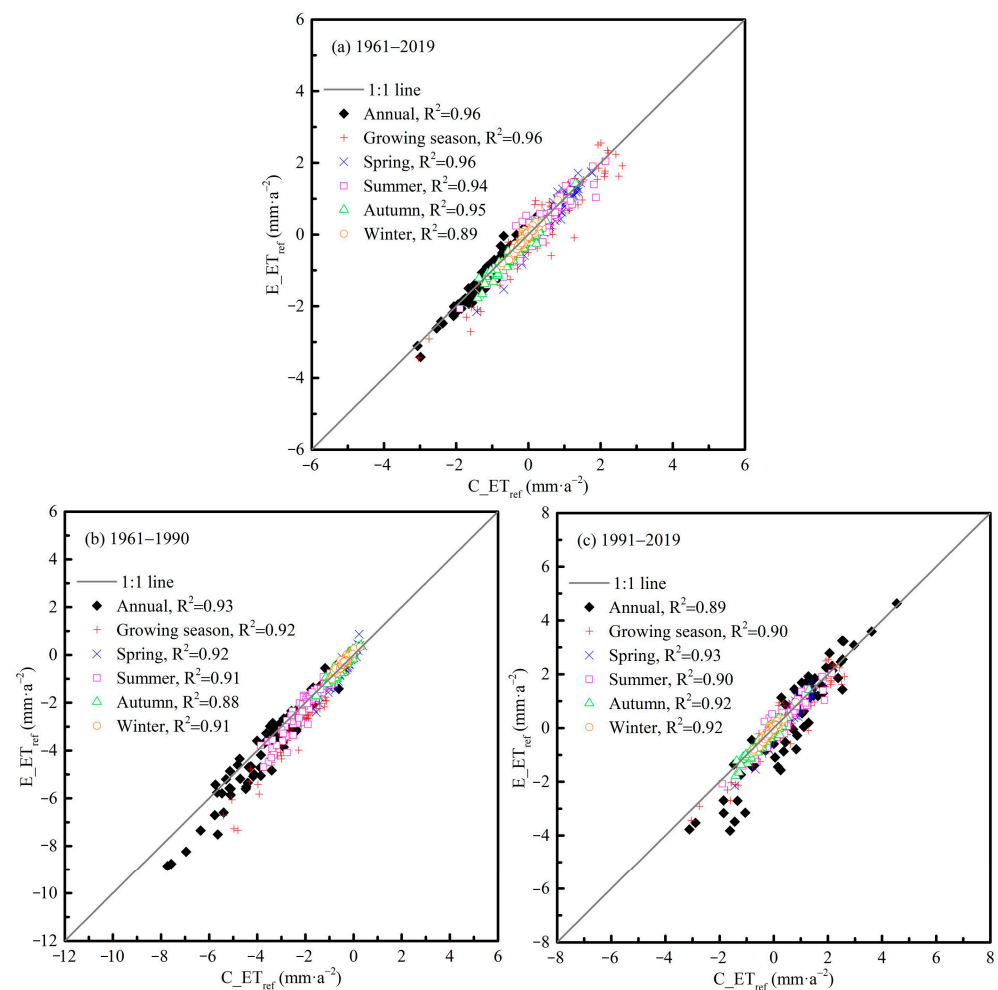 (a) 1961–2019
1:1 line
Annual, R²=0.96
Growing season, R²=0.96
Spring, R²=0.96
Summer, R²=0.94
Autumn, R²=0.95
Winter, R²=0.89
6
4
2
0
−2
−4
−6
E_ETref (mm·a⁻²)
−6 −4 −2 0 2 4 6
C_ETref (mm·a⁻²)
(b) 1961–1990
1:1 line
Annual, R²=0.93
Growing season, R²=0.92
Spring, R²=0.92
Summer, R²=0.91
Autumn, R²=0.88
Winter, R²=0.91
6
4
2
0
−2
−4
−6
−8
−10
−12
E_ETref (mm·a⁻²)
−12 −10 −8 −6 −4 −2 0 2 4 6
C_ETref (mm·a⁻²)
(c) 1991–2019
1:1 line
Annual, R²=0.89
Growing season, R²=0.90
Spring, R²=0.93
Summer, R²=0.90
Autumn, R²=0.92
Winter, R²=0.92
8
6
4
2
0
−2
−4
−6
−8
E_ETref (mm·a⁻²)
−8 −6 −4 −2 0 2 4 6 8
C_ETref (mm·a⁻²)